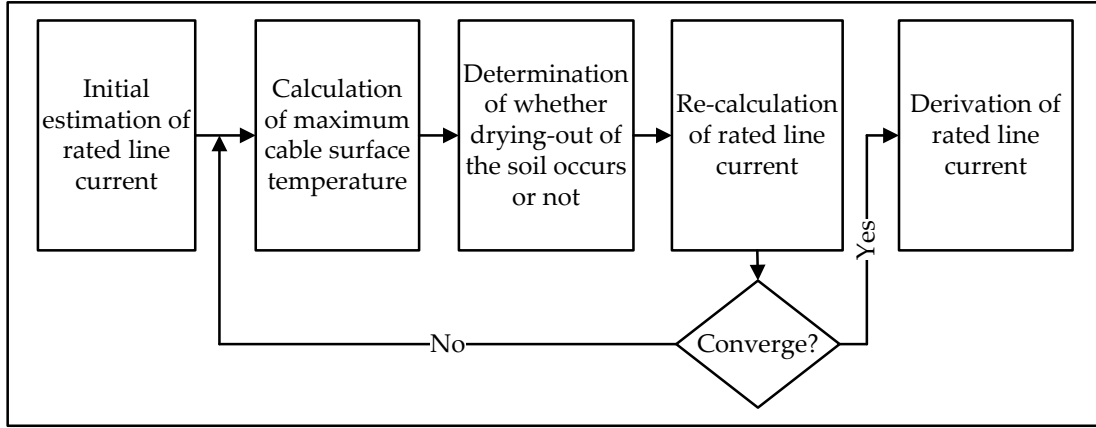 Initial
estimation of
rated line
current
Calculation
of maximum
cable surface
temperature
Determination
of whether
drying-out of
the soil occurs
or not
Re-calculation
of rated line
current
Derivation of
rated line
current
Yes
No
Converge?